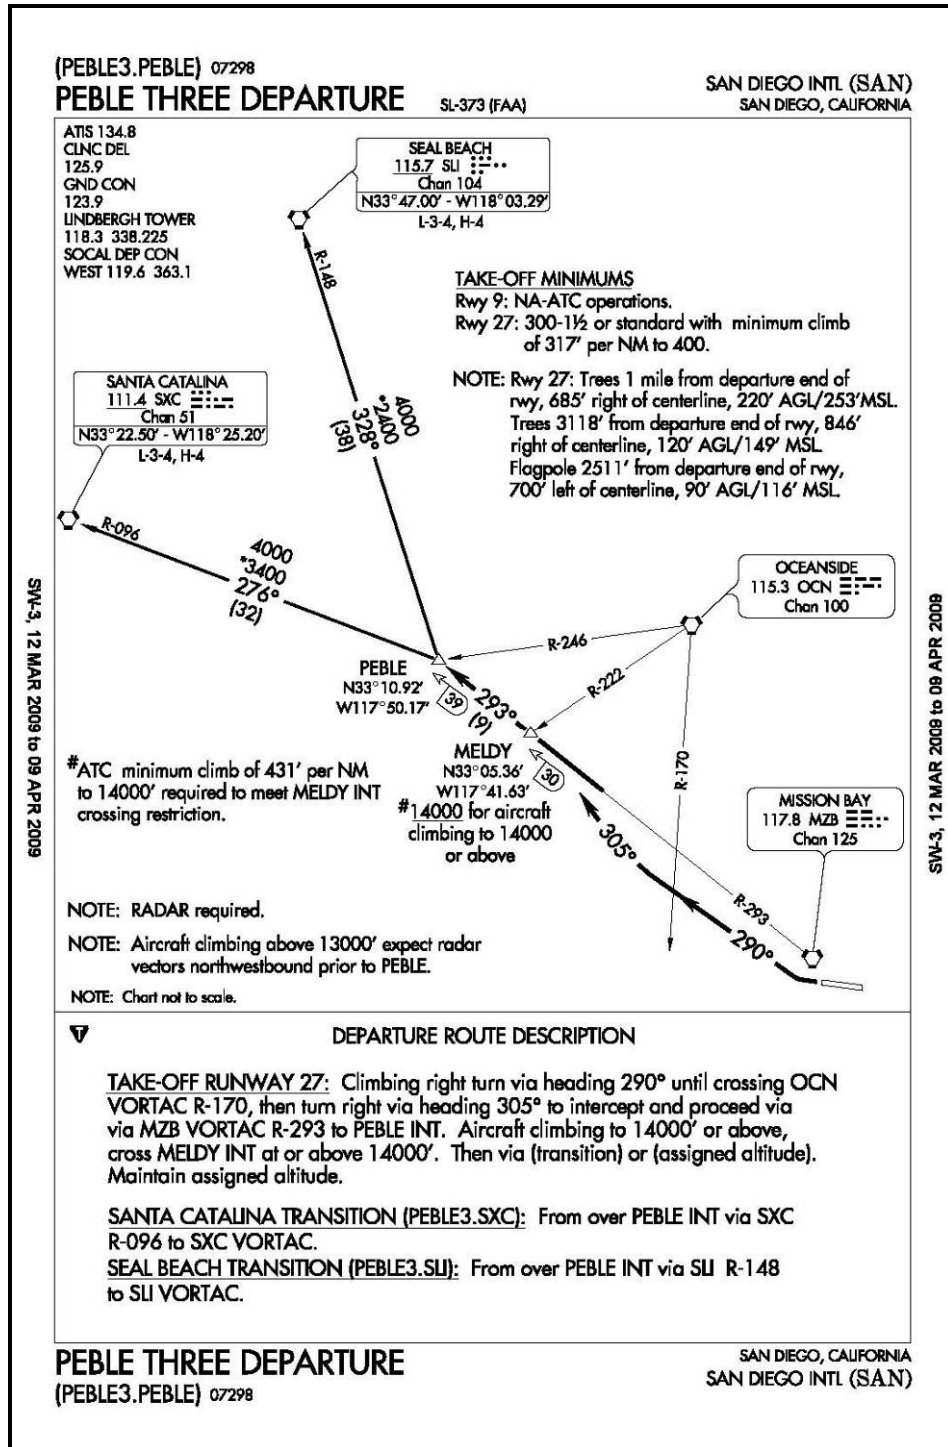 (PEBLE3.PEBLE) 07298
PEBLE THREE DEPARTURE
SL-373 (FAA)
SAN DIEGO INTL (SAN)
SAN DIEGO, CALIFORNIA
ATIS 134.8
CLNC DEL
125.9
GND CON
123.9
LINDBERGH TOWER
118.3 338.225
SOCAL DEP CON
WEST 119.6 363.1
SEAL BEACH
115.7 SLI
Chan 104
N33°47.00' - W118°03.29'
L-3-4, H-4
R-148
TAKE-OFF MINIMUMS
Rwy 9: NA-ATC operations.
Rwy 27: 300-1½ or standard with minimum climb
of 317' per NM to 400.
NOTE: Rwy 27: Trees 1 mile from departure end of
rwy, 685' right of centerline, 220' AGL/253'MSL.
Trees 3118' from departure end of rwy, 846'
right of centerline, 120' AGL/149' MSL.
Flagpole 2511' from departure end of rwy,
700' left of centerline, 90' AGL/116' MSL.
SANTA CATALINA
111.4 SXC
Chan 51
N33°22.50' - W118°25.20'
L-3-4, H-4
4000
*2400
328°
(38)
R-096
4000
*3400
276°
(32)
OCEANSIDE
115.3 OCN
Chan 100
R-246
R-222
R-170
PEBLE
N33°10.92'
W117°50.17'
39
293°
(9)
MELDY
N33°05.36'
W117°41.63'
30
#14000 for aircraft
climbing to 14000
or above
#ATC minimum climb of 431' per NM
to 14000' required to meet MELDY INT
crossing restriction.
MISSION BAY
117.8 MZB
Chan 125
305°
R-293
290°
NOTE: RADAR required.
NOTE: Aircraft climbing above 13000' expect radar
vectors northwestbound prior to PEBLE.
NOTE: Chart not to scale.
SW-3, 12 MAR 2009 to 09 APR 2009
SW-3, 12 MAR 2009 to 09 APR 2009
T
DEPARTURE ROUTE DESCRIPTION
TAKE-OFF RUNWAY 27: Climbing right turn via heading 290° until crossing OCN
VORTAC R-170, then turn right via heading 305° to intercept and proceed via
via MZB VORTAC R-293 to PEBLE INT. Aircraft climbing to 14000' or above,
cross MELDY INT at or above 14000'. Then via (transition) or (assigned altitude).
Maintain assigned altitude.
SANTA CATALINA TRANSITION (PEBLE3.SXC): From over PEBLE INT via SXC
R-096 to SXC VORTAC.
SEAL BEACH TRANSITION (PEBLE3.SLI): From over PEBLE INT via SLI R-148
to SLI VORTAC.
PEBLE THREE DEPARTURE
(PEBLE3.PEBLE) 07298
SAN DIEGO, CALIFORNIA
SAN DIEGO INTL (SAN)